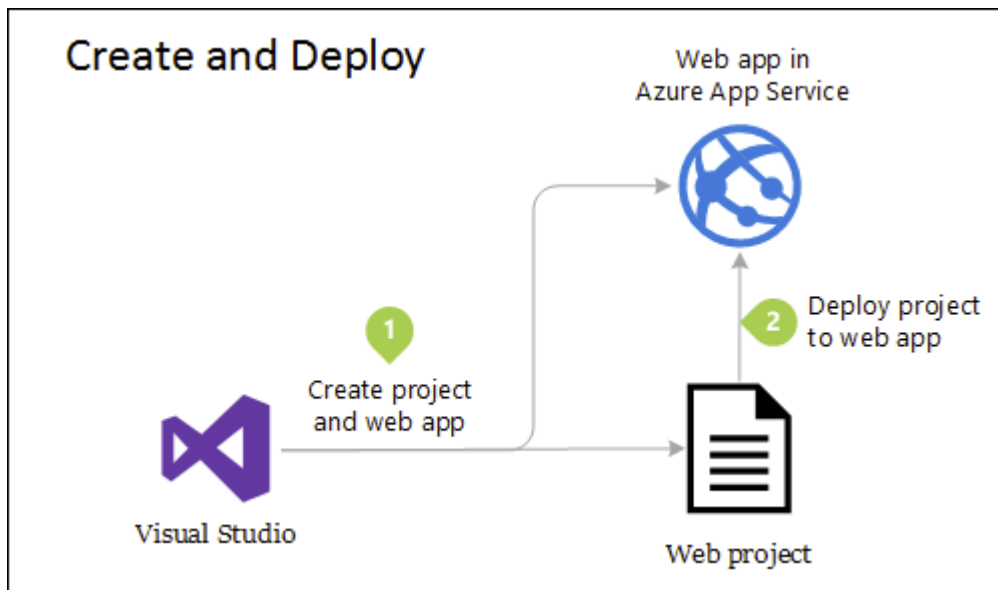 Create and Deploy
Web app in
Azure App Service
1
Create project
and web app
2
Deploy project
to web app
Visual Studio
Web project